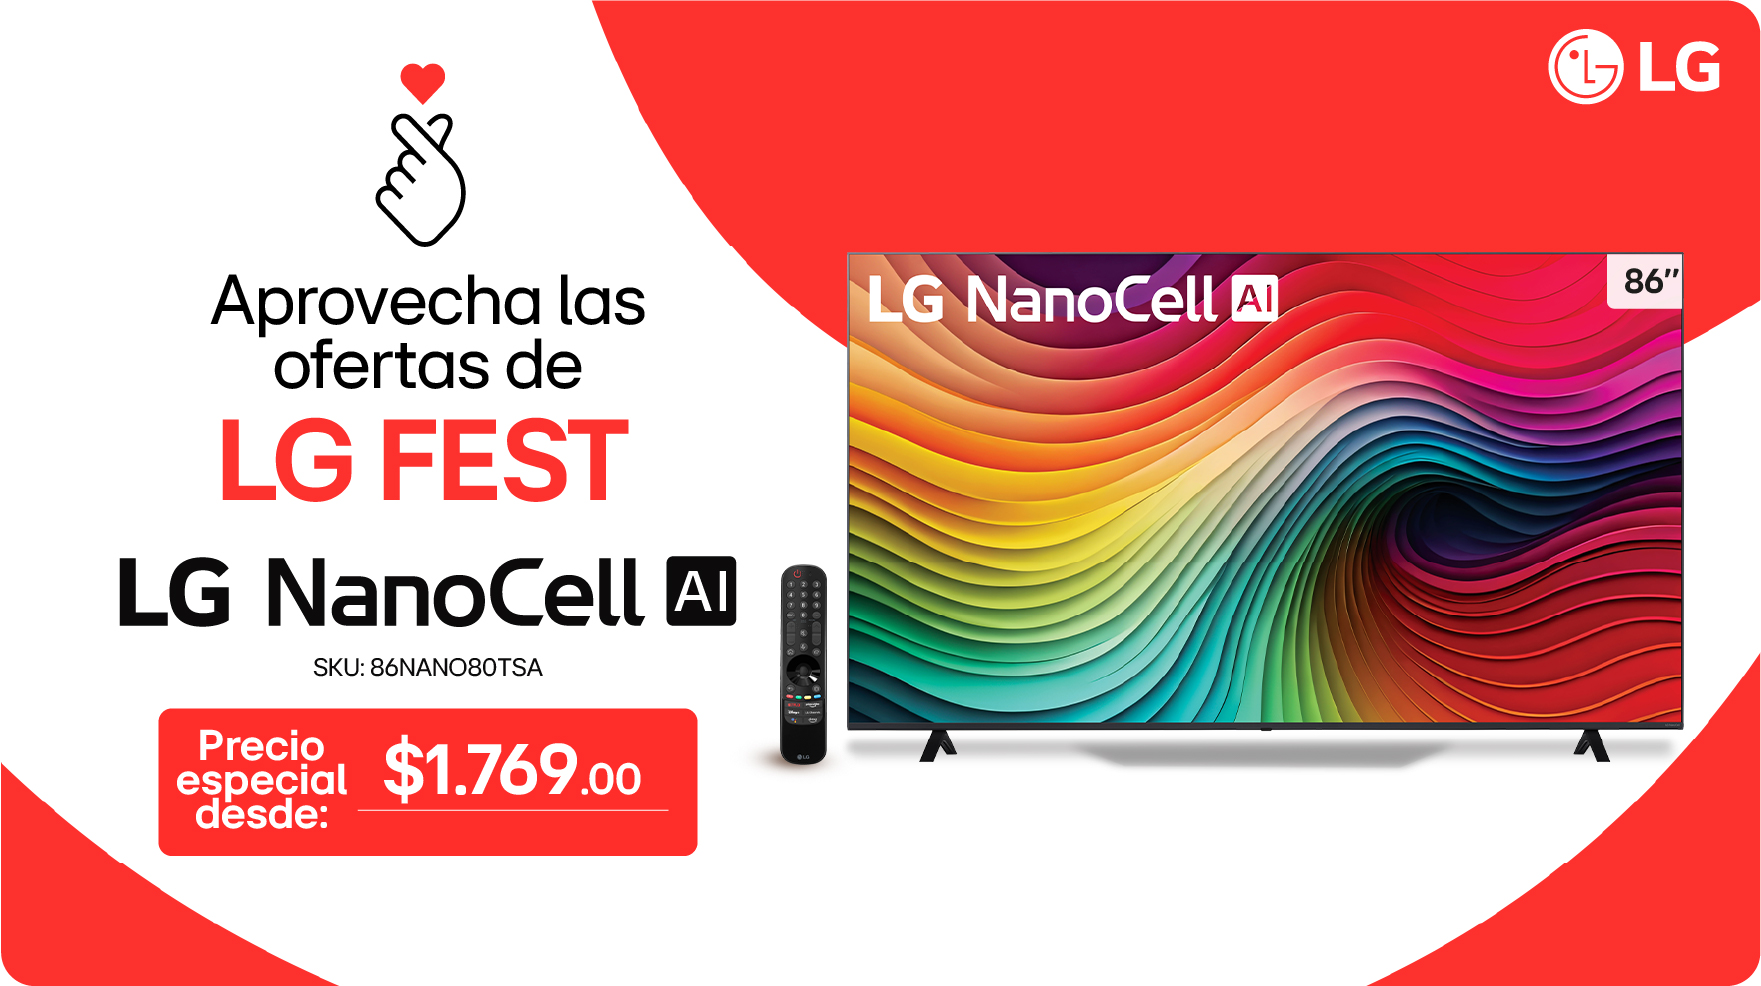 LG
Aprovecha las
ofertas de
LG FEST
LG NanoCell AI
SKU: 86NANO80TSA
Precio
especial
desde:
$1.769.00
LG NanoCell AI
86”
LG